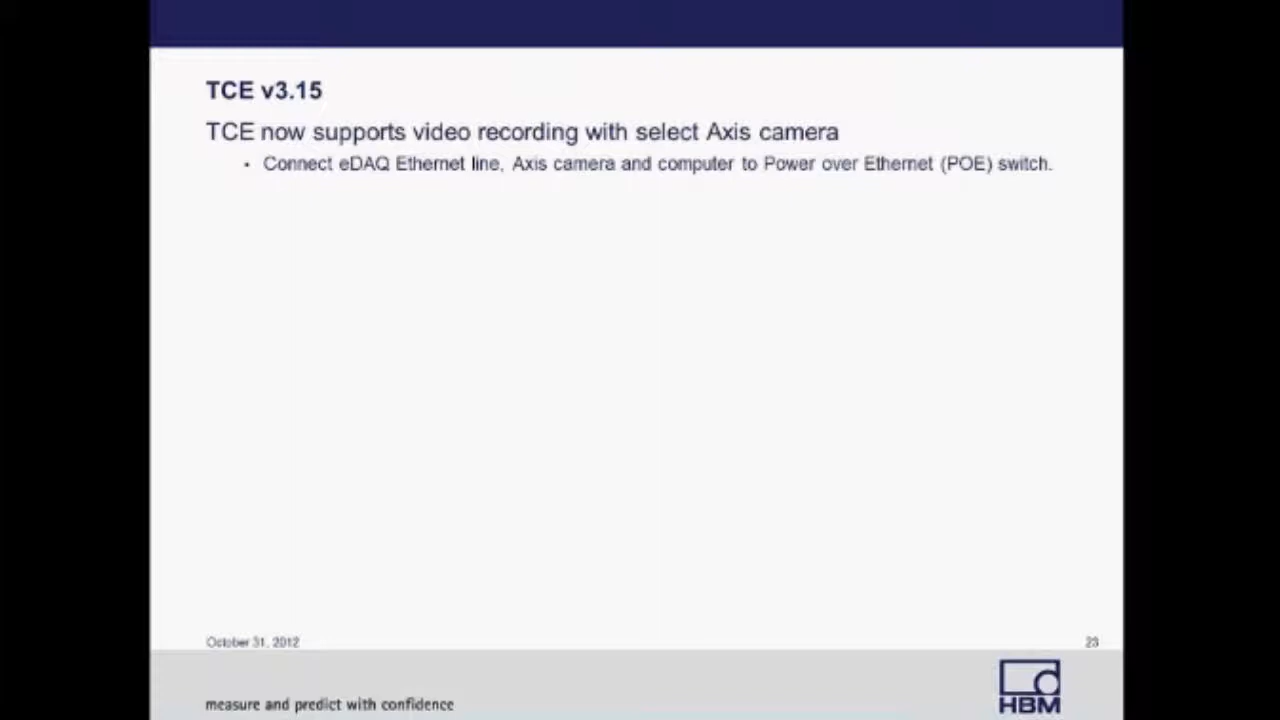 TCE v3.15
TCE now supports video recording with select Axis camera
• Connect eDAQ Ethernet line, Axis camera and computer to Power over Ethernet (POE) switch.
October 31, 2012
23
measure and predict with confidence
HBM